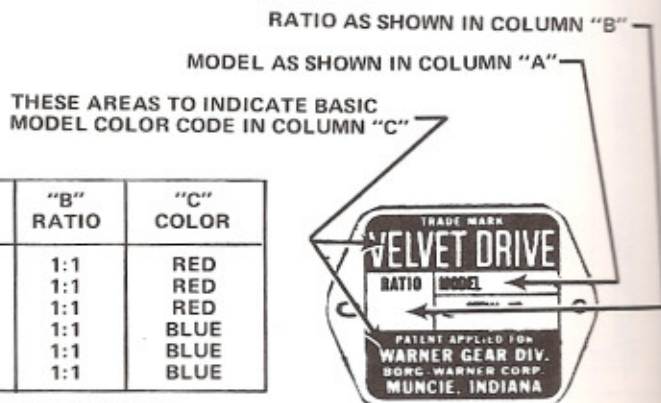 RATIO AS SHOWN IN COLUMN "B"
MODEL AS SHOWN IN COLUMN "A"
THESE AREAS TO INDICATE BASIC
MODEL COLOR CODE IN COLUMN "C"
"B" "C"
RATIO COLOR
1:1 RED
1:1 RED
1:1 RED
1:1 BLUE
1:1 BLUE
1:1 BLUE
TRADE MARK
VELVET DRIVE
RATIO MODEL
PATENT APPLIED FOR
WARNER GEAR DIV.
BORG-WARNER CORP.
MUNCIE, INDIANA